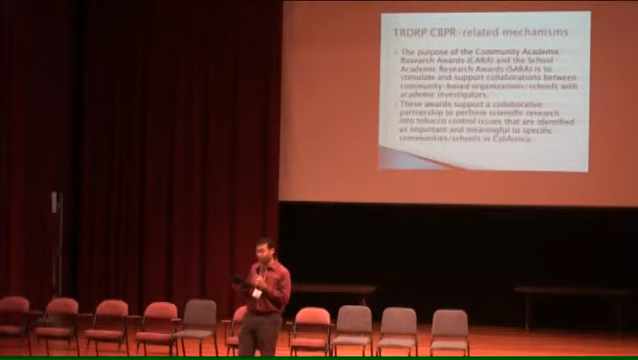 TRDRP CBPR-related mechanisms
The purpose of the Community Academic
Research Awards (CARA) and the School
Academic Research Awards (SARA) is to
stimulate and support collaborations between
community-based organizations/schools with
academic investigators.
These awards support a collaborative
partnership to perform scientific research
into tobacco control issues that are identified
as important and meaningful to specific
communities/schools in California.